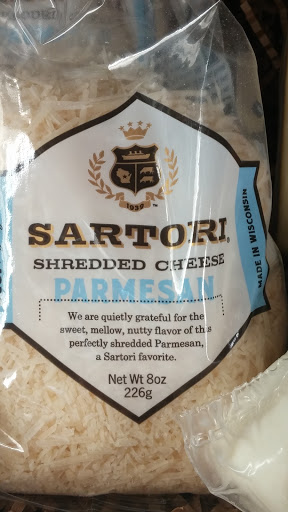 1939
SARTORI
SHREDDED CHEESE
PARMESAN
We are quietly grateful for the
sweet, mellow, nutty flavor of this
perfectly shredded Parmesan,
a Sartori favorite.
Net Wt 8oz
226g
MADE IN WISCONSIN